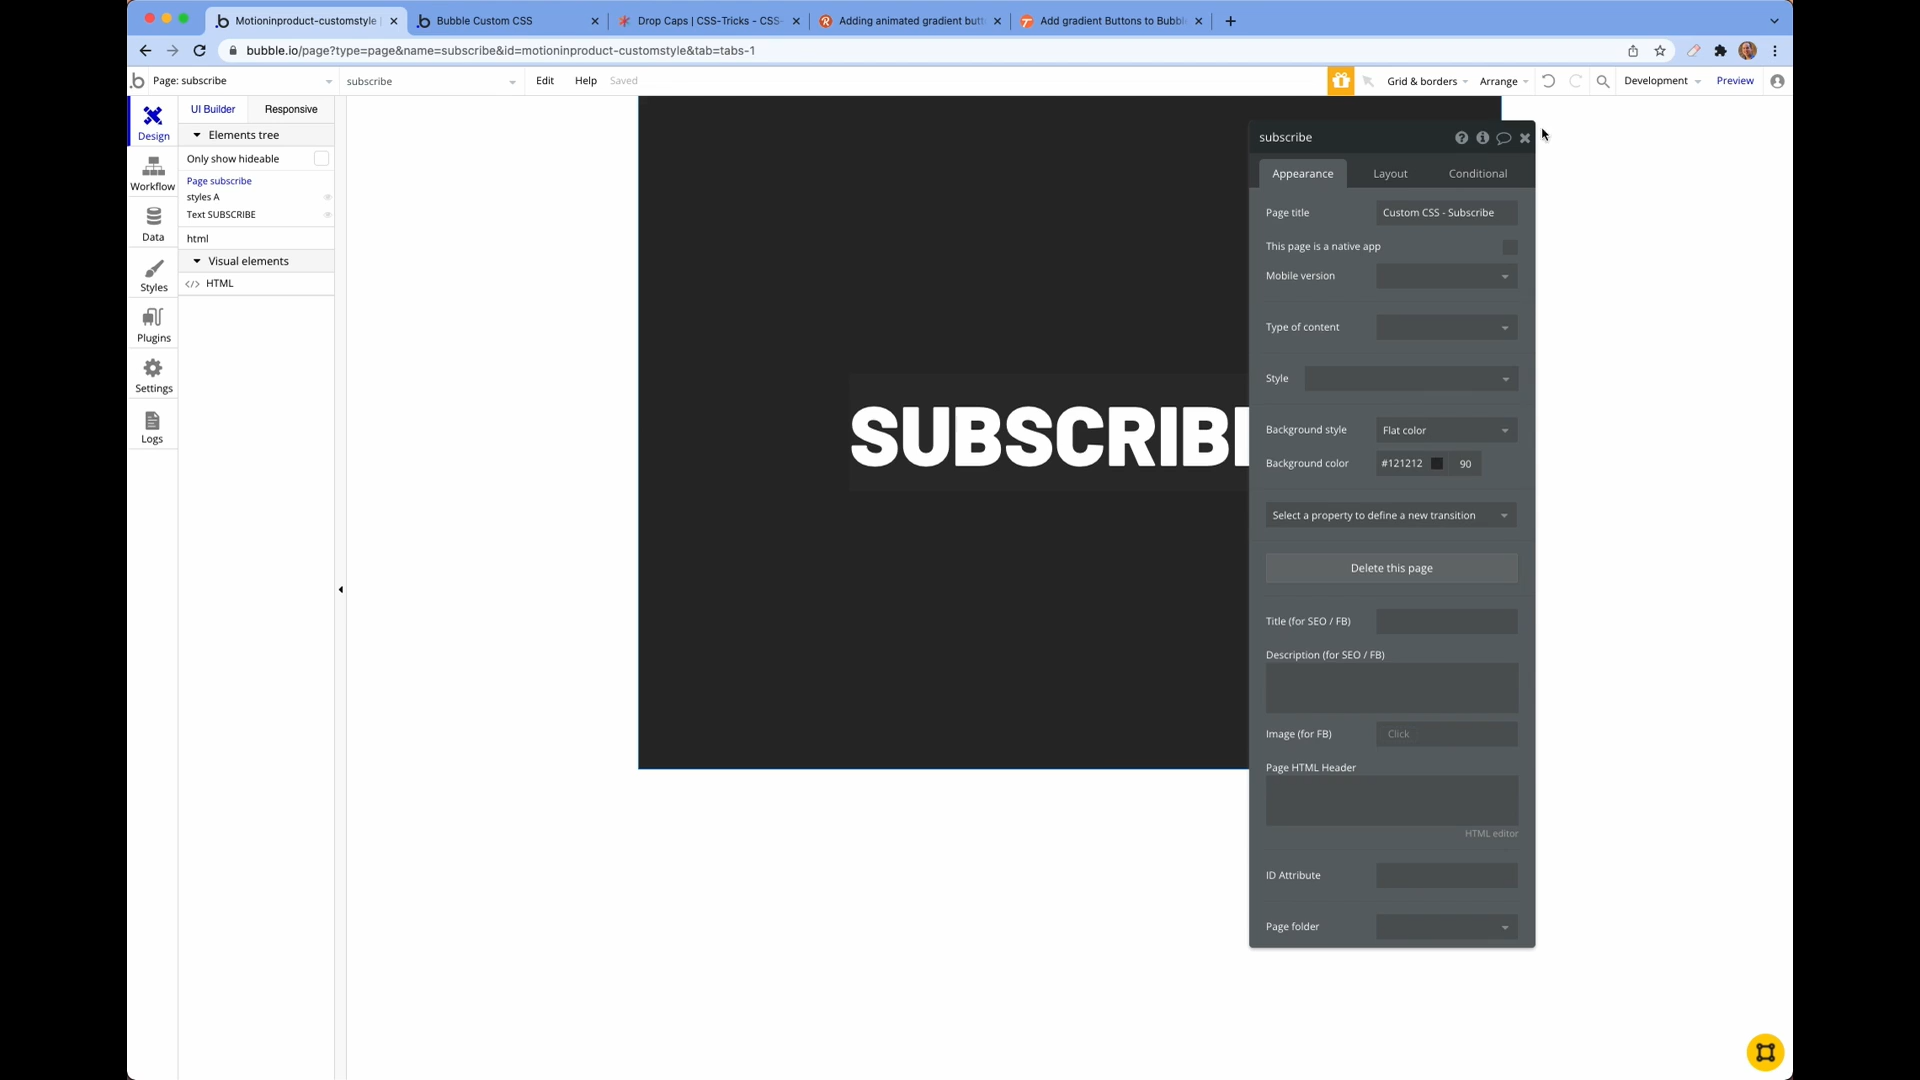 Motioninproduct-customstyle |
Bubble Custom CSS
Drop Caps | CSS-Tricks - CSS-
Adding animated gradient butt
Add gradient Buttons to Bubbl
bubble.io/page?type=page&name=subscribe&id=motioninproduct-customstyle&tab=tabs-1
Page: subscribe
subscribe
Edit
Help
Saved
Grid & borders
Arrange
Development
Preview
Design
Workflow
Data
Styles
Plugins
Settings
Logs
UI Builder
Responsive
Elements tree
Only show hideable
Page subscribe
styles A
Text SUBSCRIBE
html
Visual elements
</> HTML
SUBSCRIBE
subscribe
Appearance
Layout
Conditional
Page title
Custom CSS - Subscribe
This page is a native app
Mobile version
Type of content
Style
Background style
Flat color
Background color
#121212
90
Select a property to define a new transition
Delete this page
Title (for SEO / FB)
Description (for SEO / FB)
Image (for FB)
Click
Page HTML Header
HTML editor
ID Attribute
Page folder